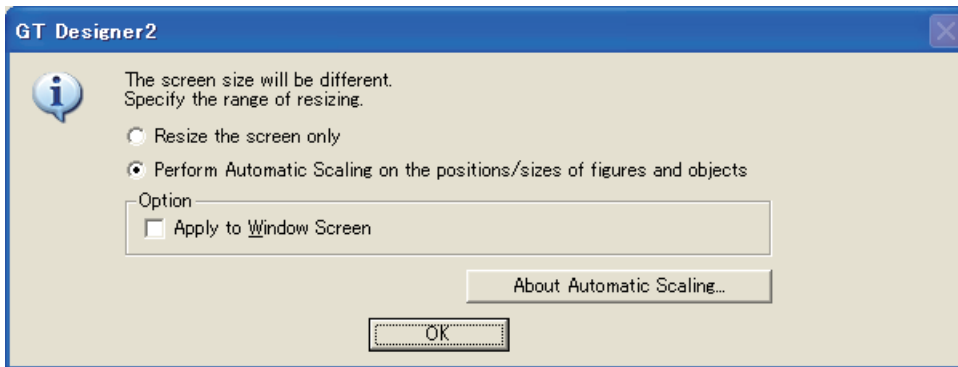 GT Designer2
The screen size will be different.
Specify the range of resizing.
Resize the screen only
Perform Automatic Scaling on the positions/sizes of figures and objects
Option
Apply to Window Screen
About Automatic Scaling...
OK